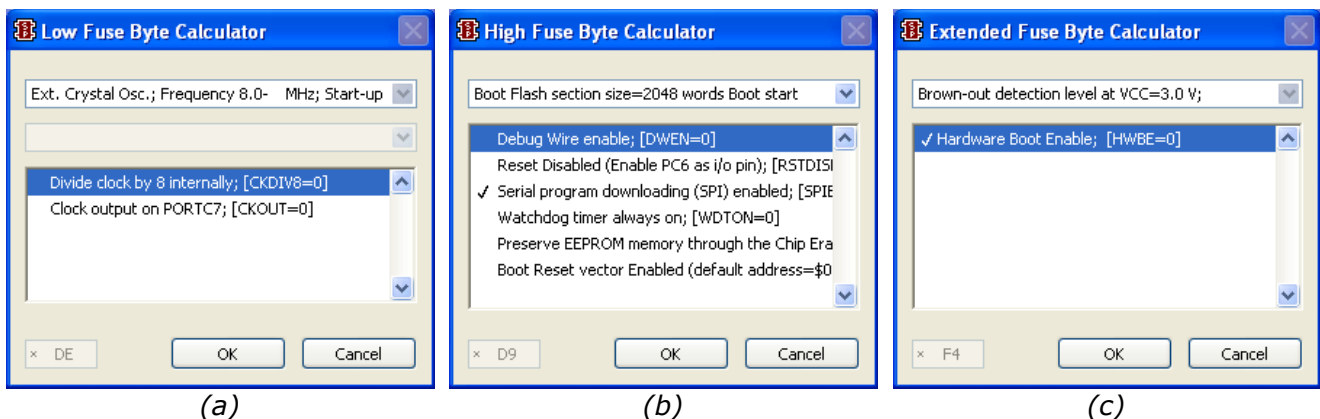 Low Fuse Byte Calculator
Ext. Crystal Osc.; Frequency 8.0- MHz; Start-up
Divide clock by 8 internally; [CKDIV8=0]
Clock output on PORTC7; [CKOUT=0]
× DE
OK
Cancel
(a)
High Fuse Byte Calculator
Boot Flash section size=2048 words Boot start
Debug Wire enable; [DWEN=0]
Reset Disabled (Enable PC6 as i/o pin); [RSTDISI
✓ Serial program downloading (SPI) enabled; [SPIE
Watchdog timer always on; [WDTON=0]
Preserve EEPROM memory through the Chip Era
Boot Reset vector Enabled (default address=$0
× D9
OK
Cancel
(b)
Extended Fuse Byte Calculator
Brown-out detection level at VCC=3.0 V;
✓ Hardware Boot Enable; [HWBE=0]
× F4
OK
Cancel
(c)